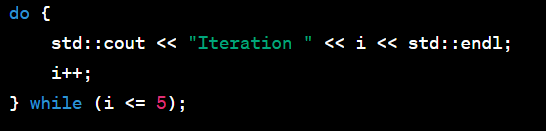 do {
    std::cout << "Iteration " << i << std::endl;
    i++;
} while (i <= 5);